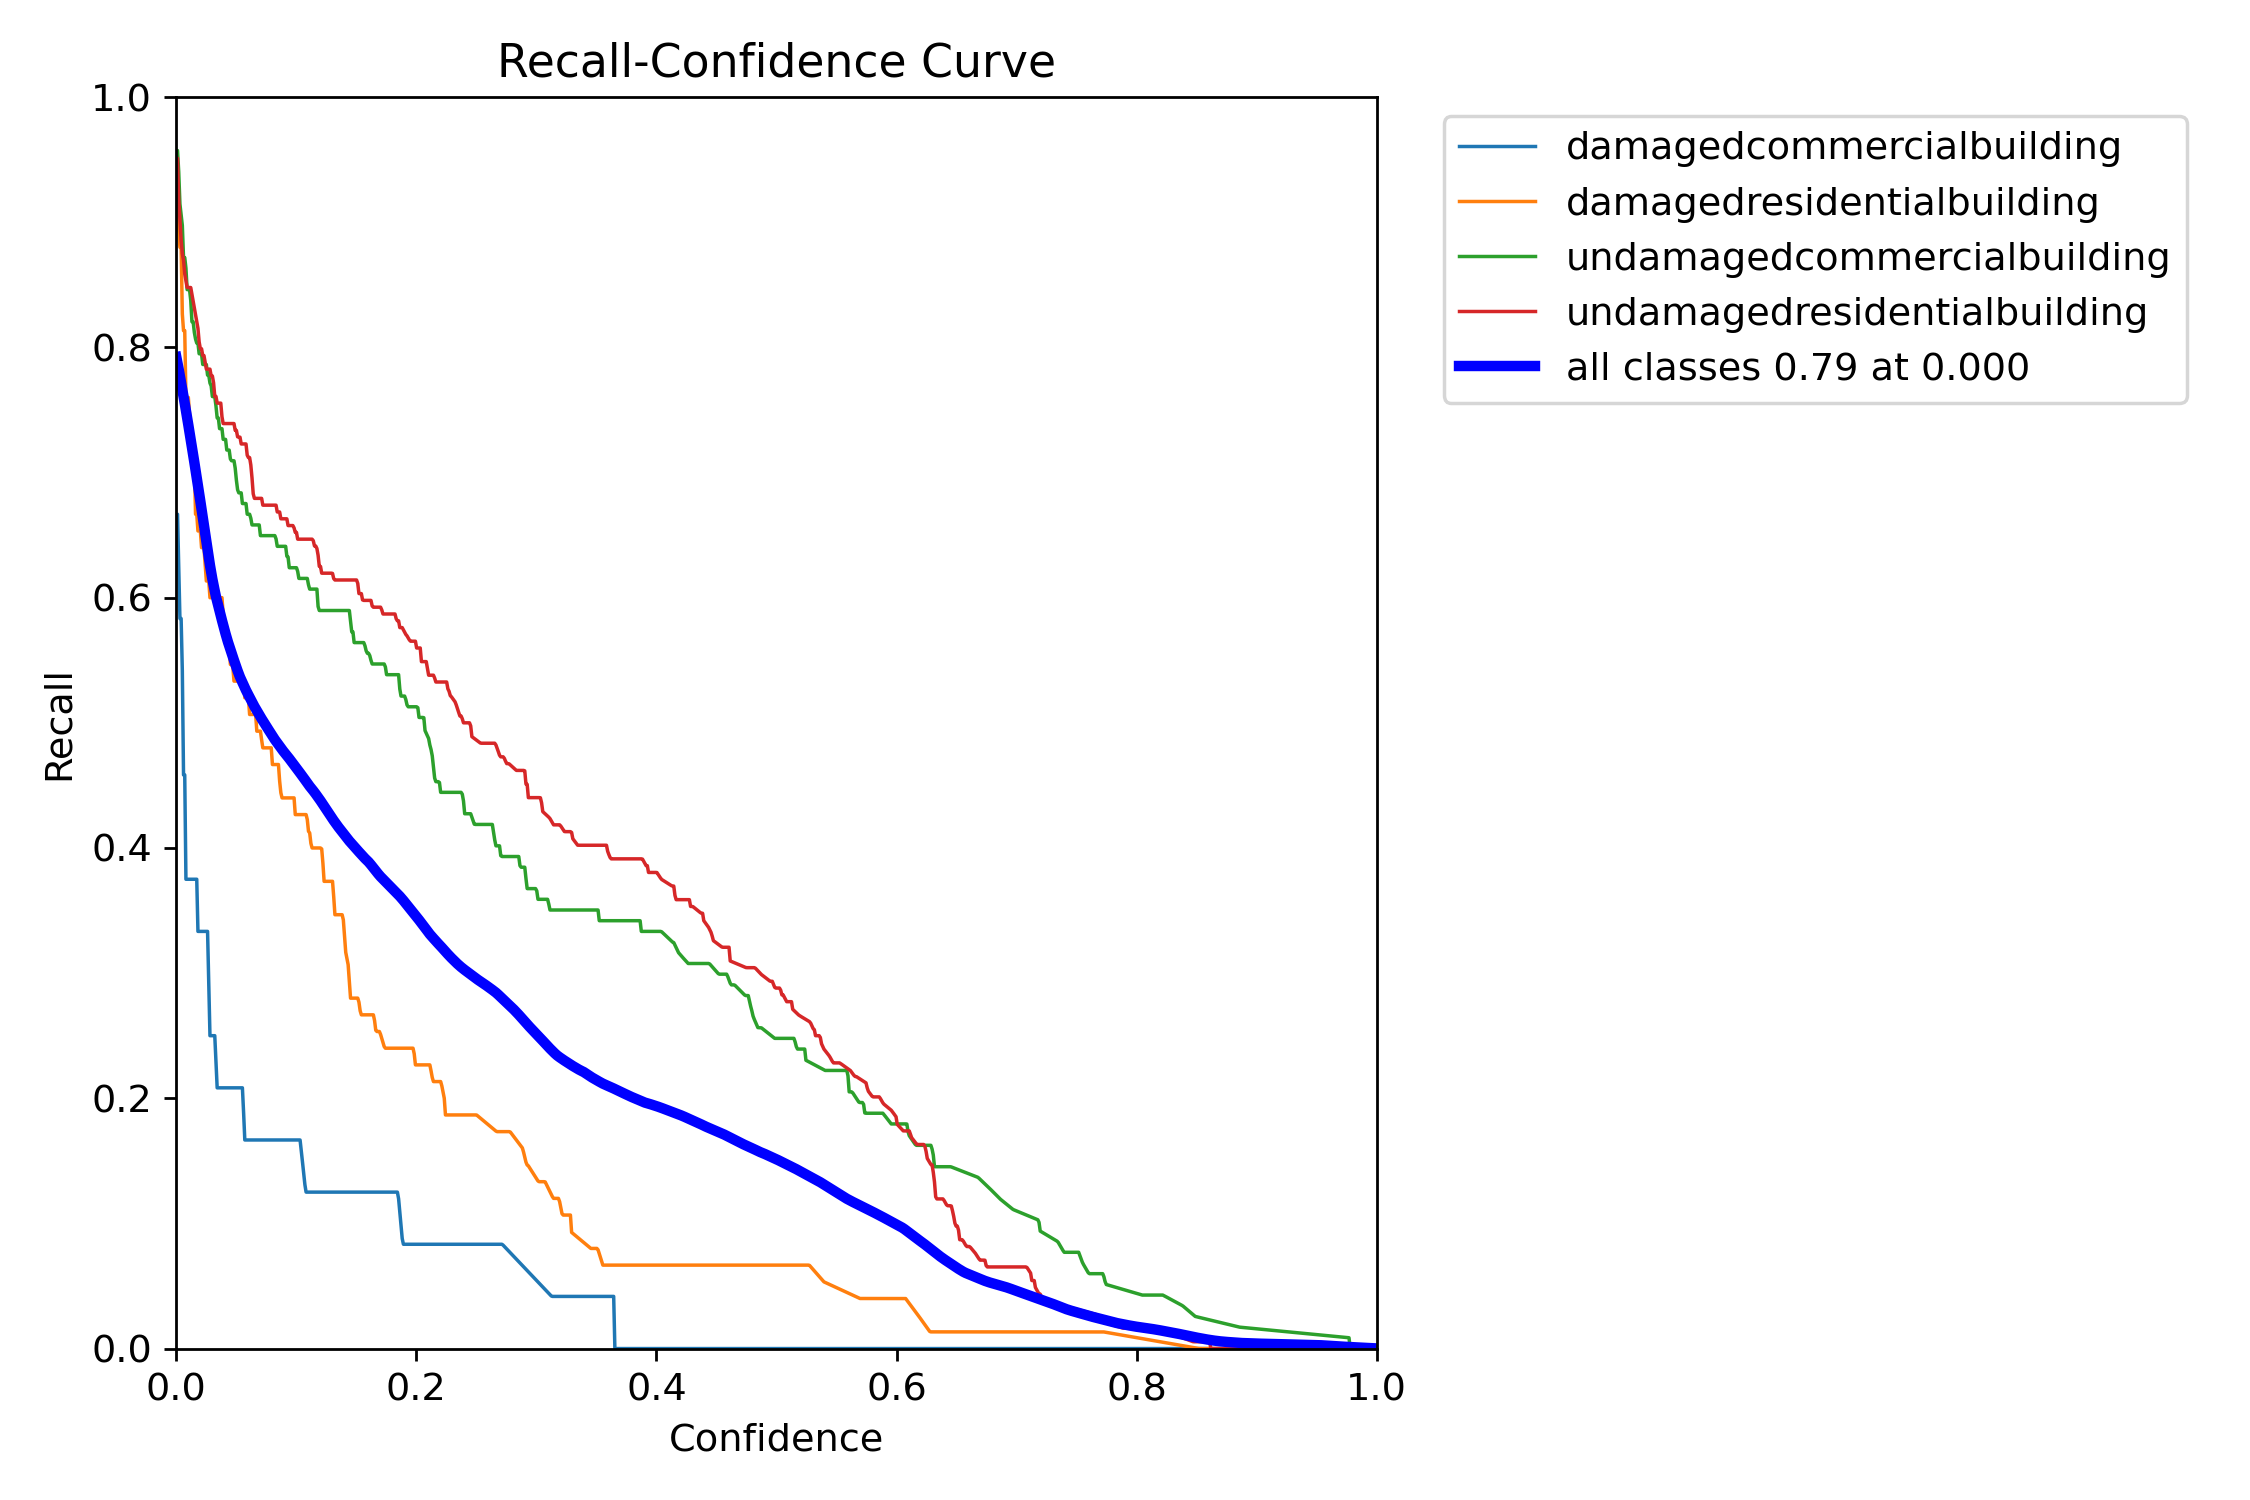 Recall-Confidence Curve
1.0
0.8
0.6
0.4
0.2
0.0
Recall
0.0 0.2 0.4 0.6 0.8 1.0
Confidence
damagedcommercialbuilding
damagedresidentialbuilding
undamagedcommercialbuilding
undamagedresidentialbuilding
all classes 0.79 at 0.000